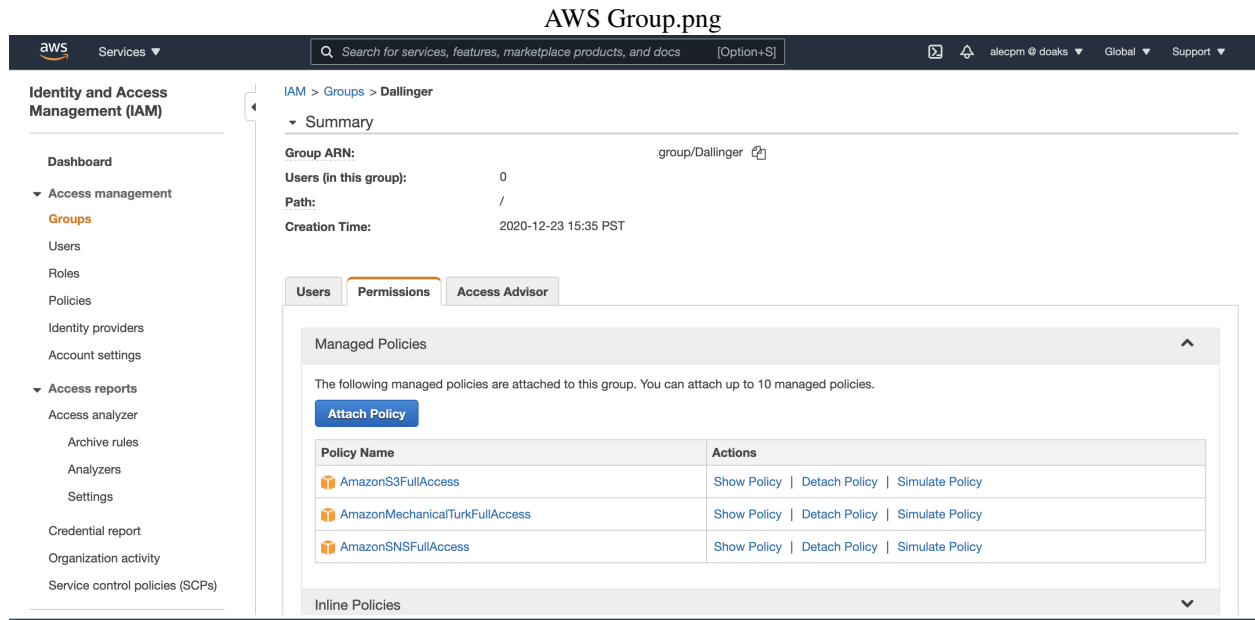 AWS Group.png
aws Services ▼ Search for services, features, marketplace products, and docs [Option+S] alecpm @ doaks ▼ Global ▼ Support ▼
Identity and Access
Management (IAM)
Dashboard
Access management
Groups
Users
Roles
Policies
Identity providers
Account settings
Access reports
Access analyzer
Archive rules
Analyzers
Settings
Credential report
Organization activity
Service control policies (SCPs)
IAM > Groups > Dallinger
Summary
Group ARN: :group/Dallinger
Users (in this group): 0
Path: /
Creation Time: 2020-12-23 15:35 PST
Users Permissions Access Advisor
Managed Policies
The following managed policies are attached to this group. You can attach up to 10 managed policies.
Attach Policy
Policy Name Actions
AmazonS3FullAccess Show Policy | Detach Policy | Simulate Policy
AmazonMechanicalTurkFullAccess Show Policy | Detach Policy | Simulate Policy
AmazonSNSFullAccess Show Policy | Detach Policy | Simulate Policy
Inline Policies